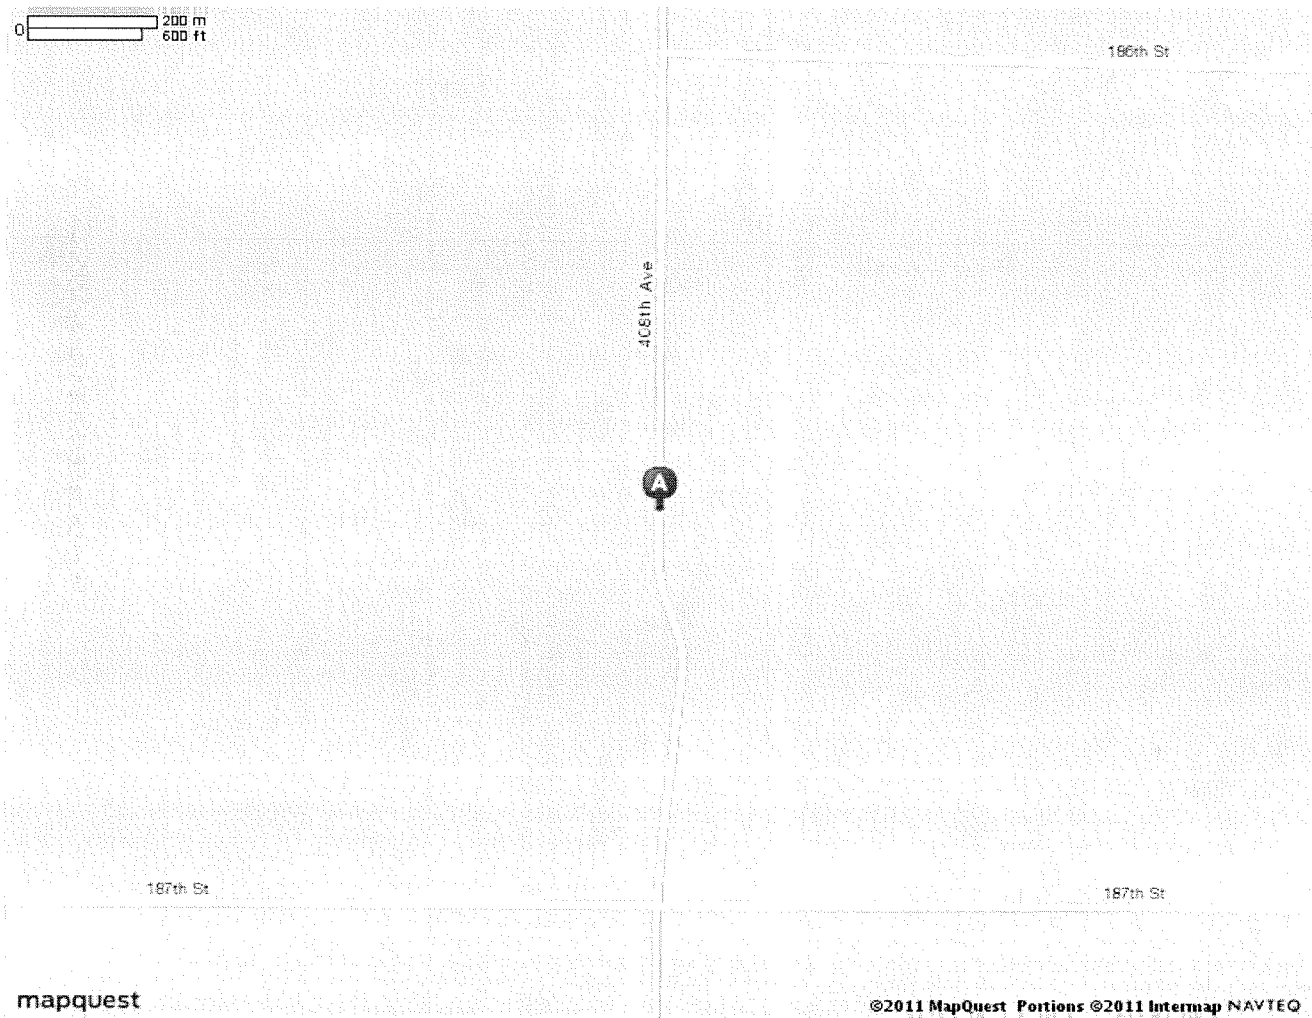 0
200 m
600 ft
186th St
408th Ave
A
187th St
187th St
mapquest
©2011 MapQuest Portions ©2011 Intermap NAVTEQ